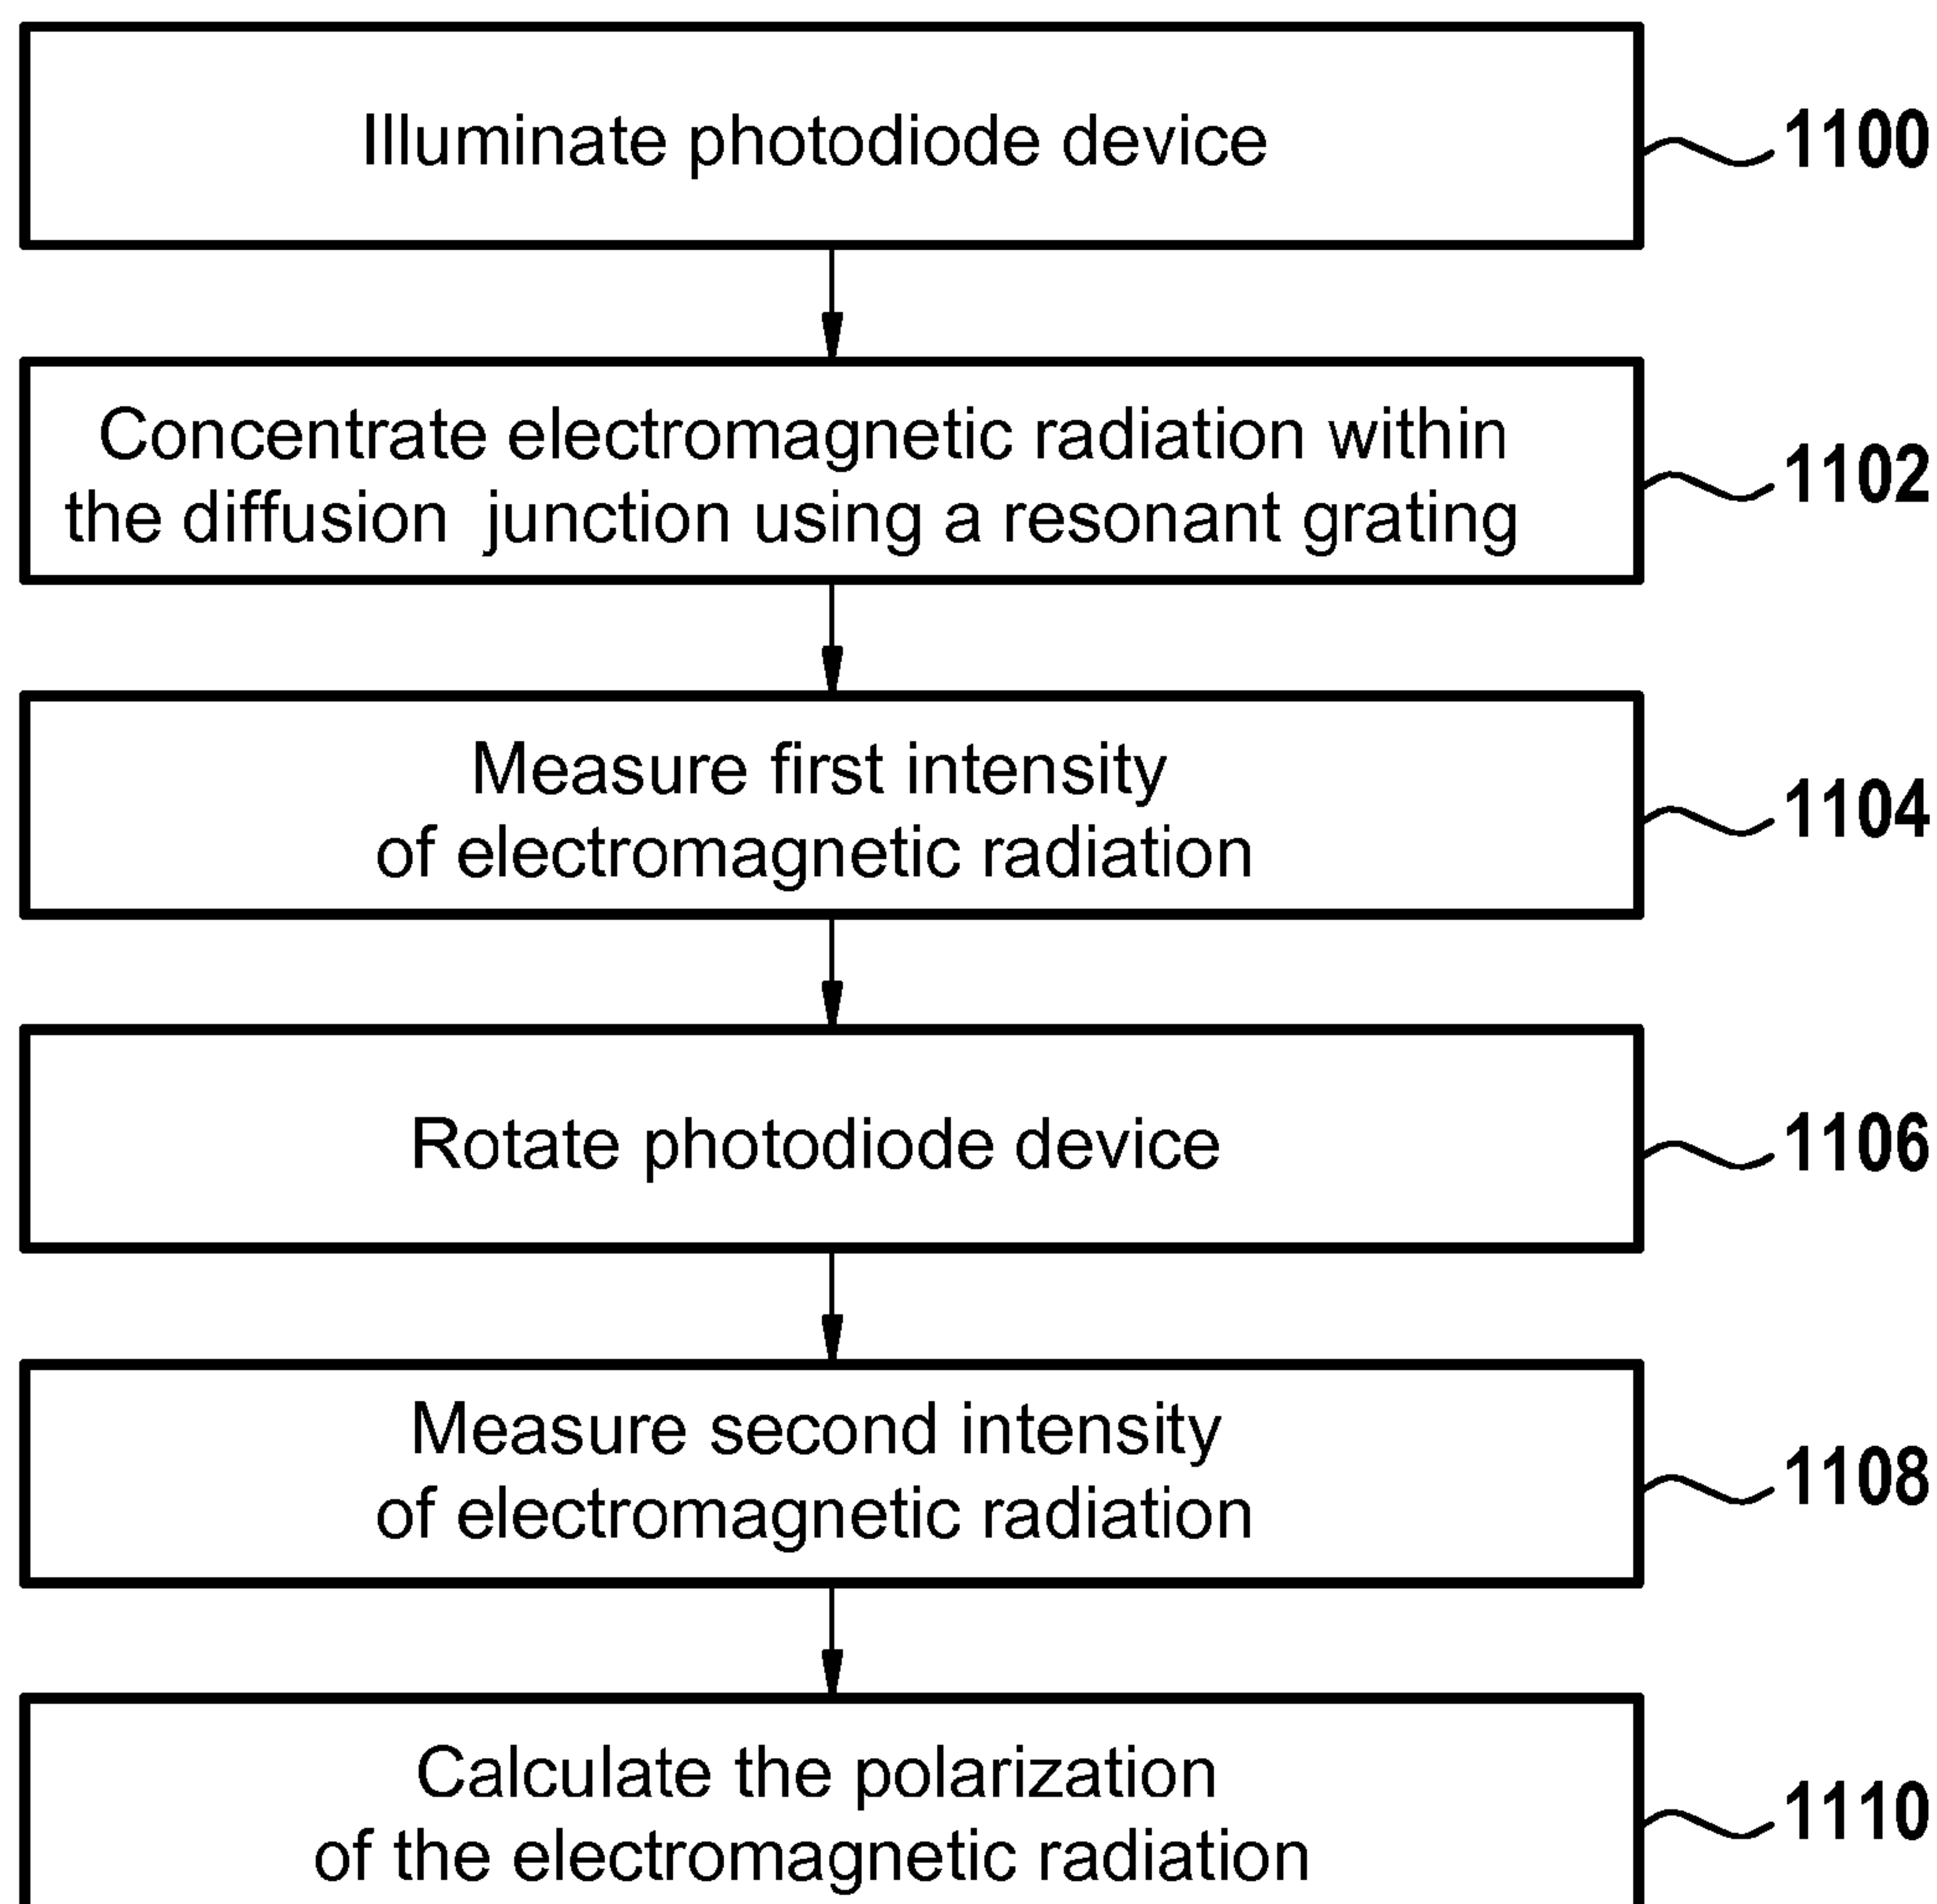 Illuminate photodiode device
1100
Concentrate electromagnetic radiation within
the diffusion junction using a resonant grating
1102
Measure first intensity
of electromagnetic radiation
1104
Rotate photodiode device
1106
Measure second intensity
of electromagnetic radiation
1108
Calculate the polarization
of the electromagnetic radiation
1110